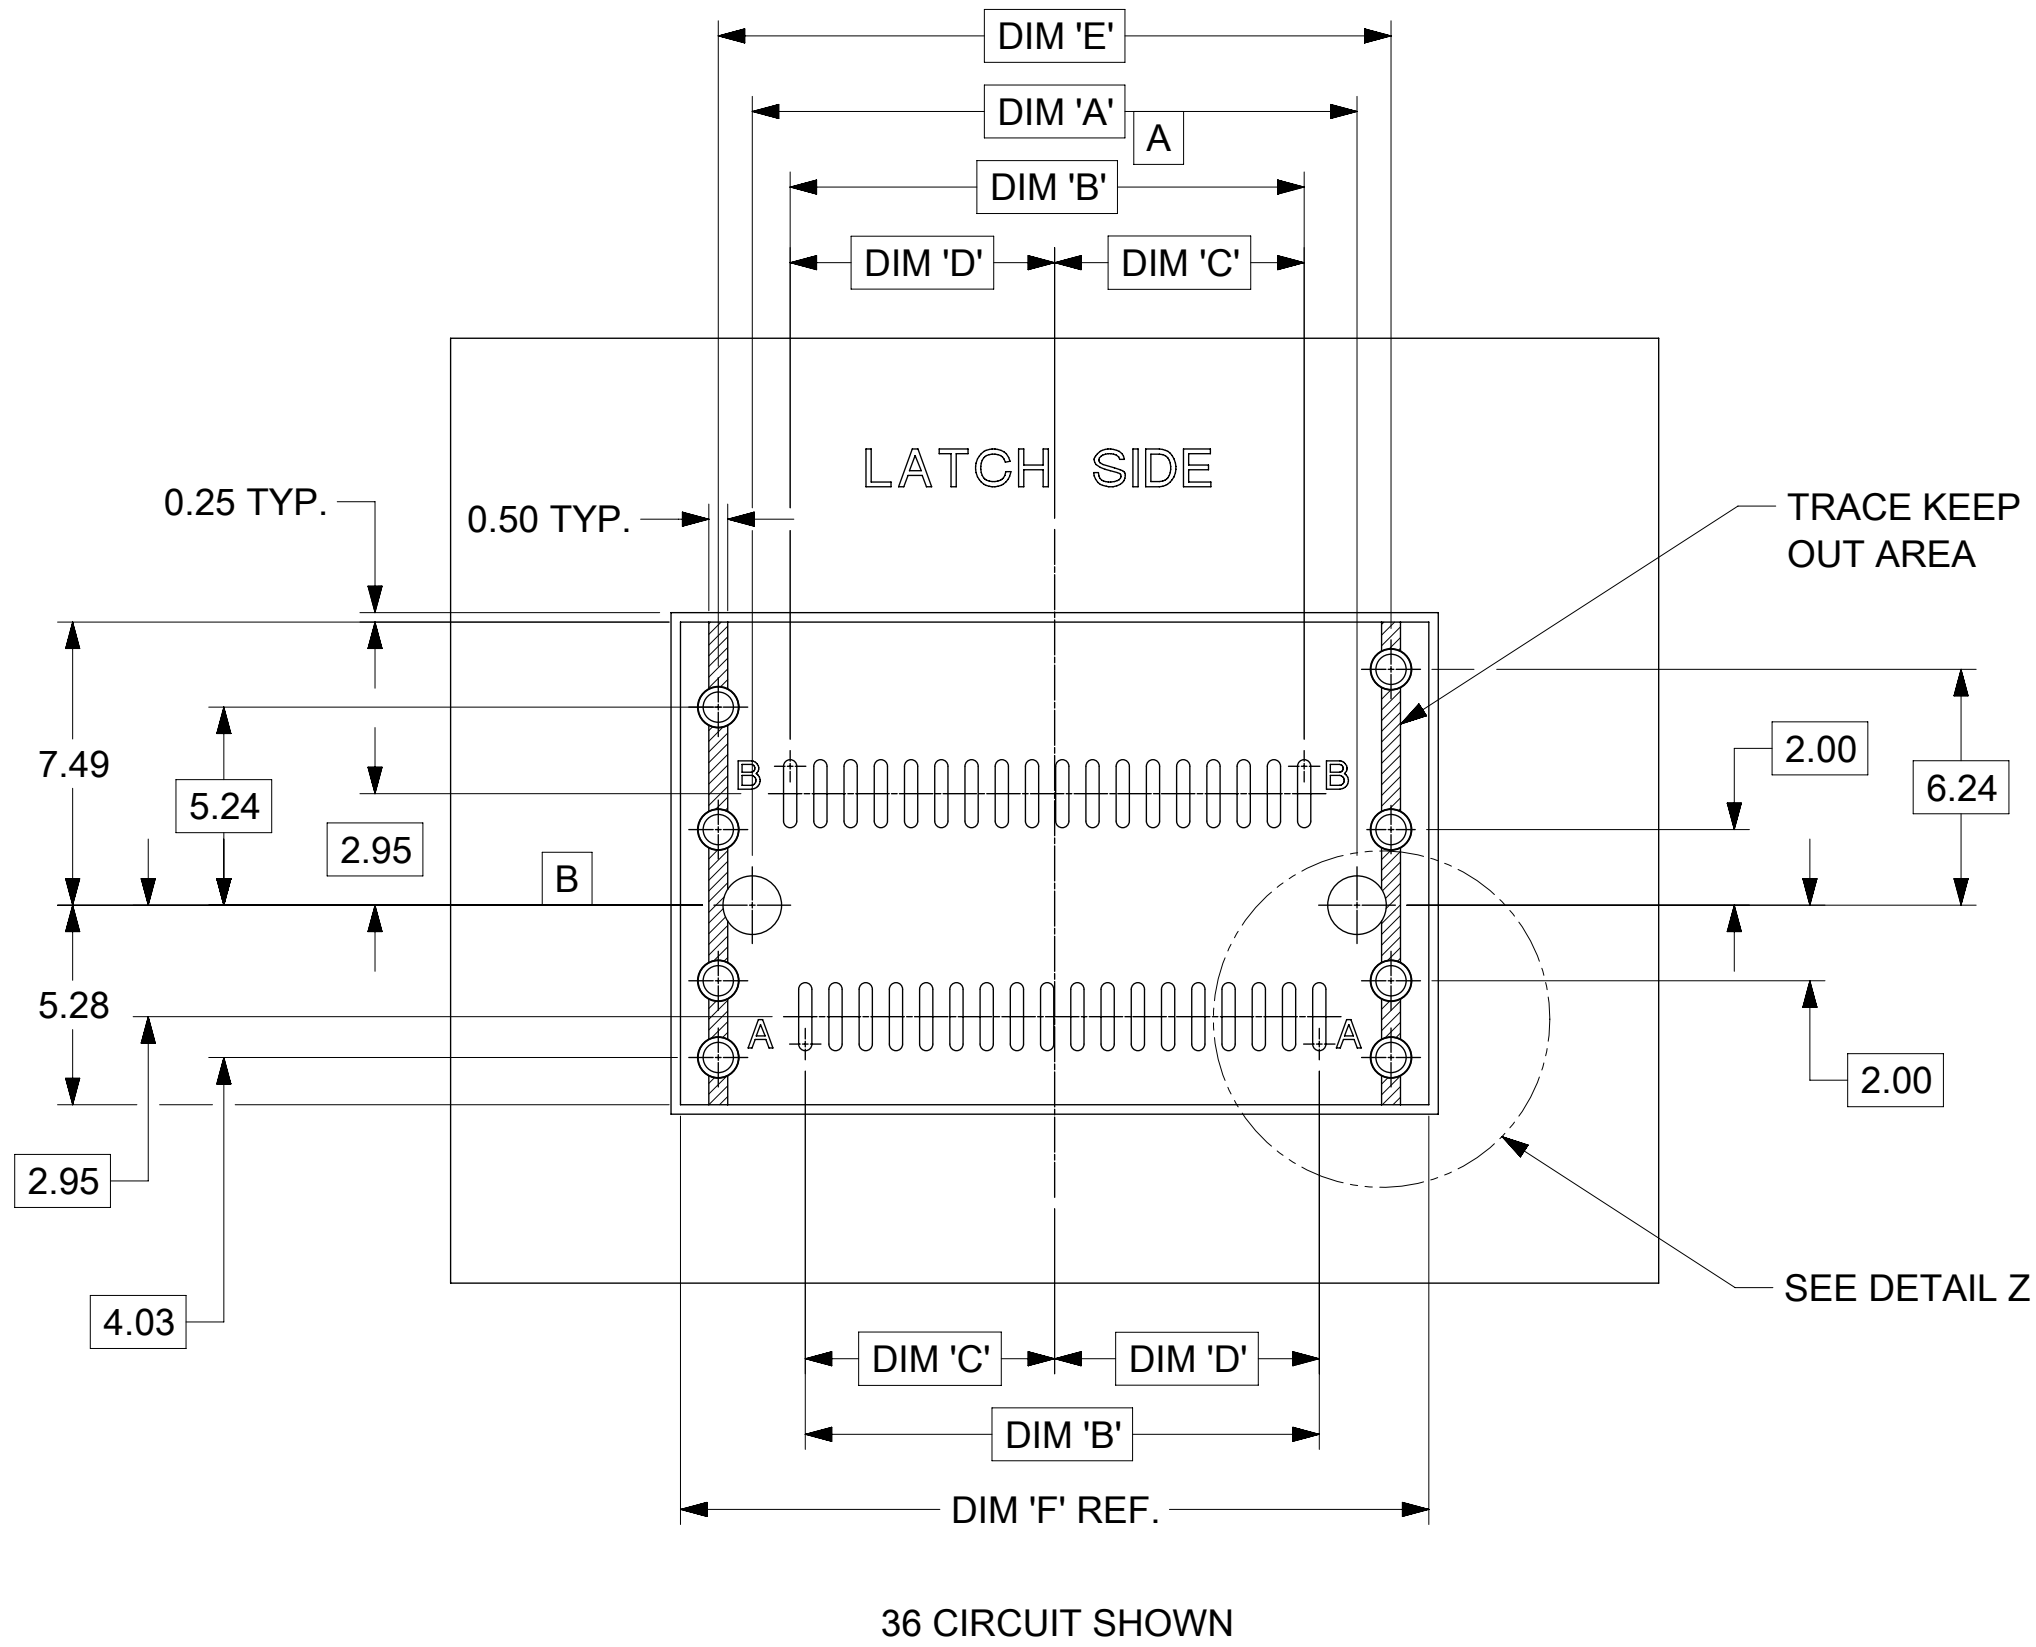 DIM 'E'
DIM 'A'
A
DIM 'B'
DIM 'D'
DIM 'C'
LATCH SIDE
0.25 TYP.
0.50 TYP.
TRACE KEEP
OUT AREA
7.49
5.24
2.95
B
B
B
2.00
6.24
5.28
A
A
2.00
2.95
4.03
SEE DETAIL Z
DIM 'C'
DIM 'D'
DIM 'B'
DIM 'F' REF.
36 CIRCUIT SHOWN